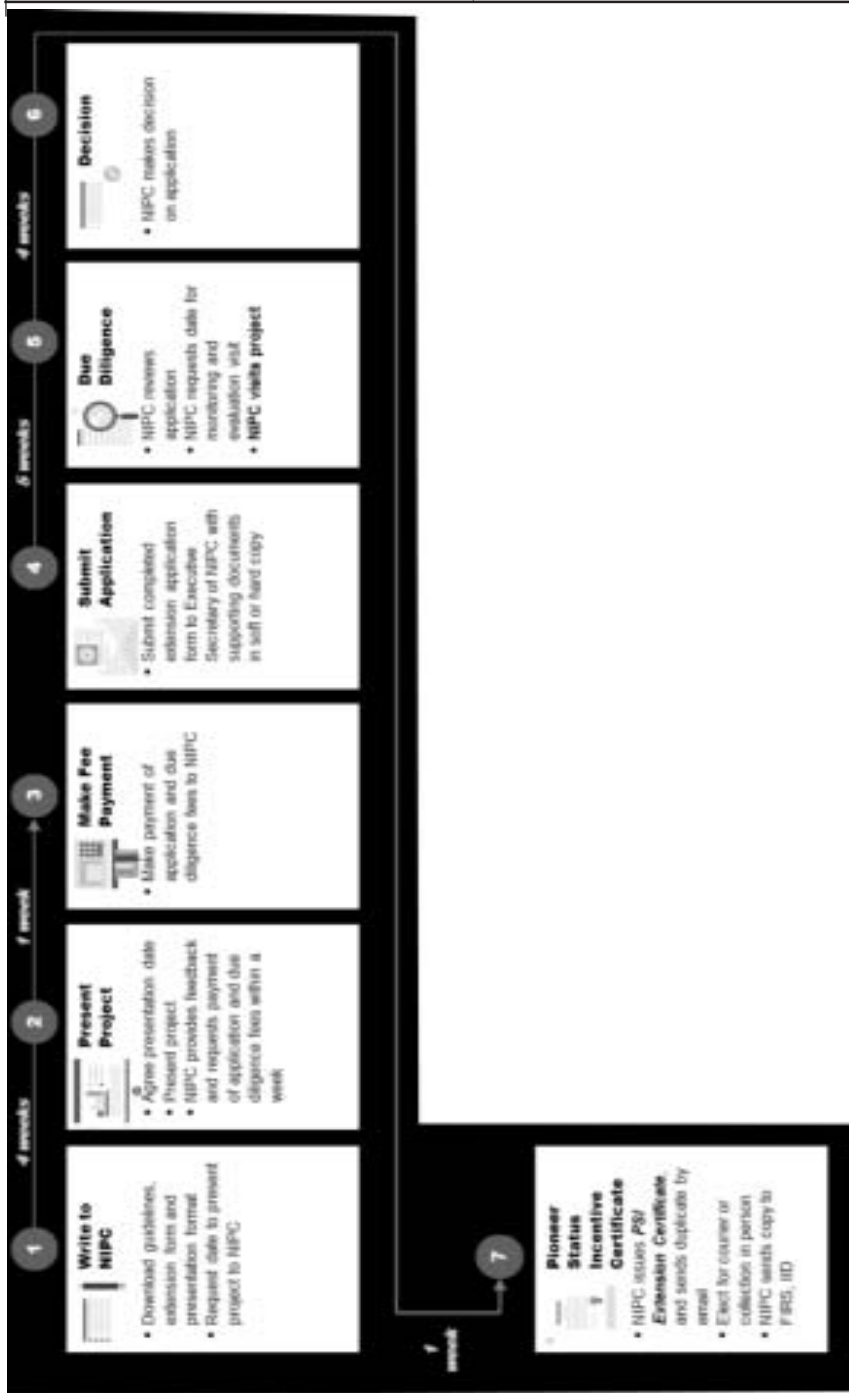 1
4 weeks
2
1 week
3
4
6 weeks
5
4 weeks
6
Write to
NIPC
• Download guidelines,
extension form and
presentation format
• Request date to present
project to NIPC
Present
Project
• Agree presentation date
• Present project
• NIPC provides feedback
and requests payment
of application and due
diligence fees within a
week
Make Fee
Payment
• Make payment of
application and due
diligence fees to NIPC
Submit
Application
• Submit completed
extension application
form to Executive
Secretary of NIPC with
supporting documents
in soft or hard copy
Due
Diligence
• NIPC reviews
application
• NIPC requests date for
monitoring and
evaluation visit
• NIPC visits project
Decision
• NIPC makes decision
on application
1
week
7
Pioneer
Status
Incentive
Certificate
• NIPC issues PSI
Extension Certificate,
and sends duplicate by
email
• Elect for courier or
collection in person
• NIPC sends copy to
FIRS, IID